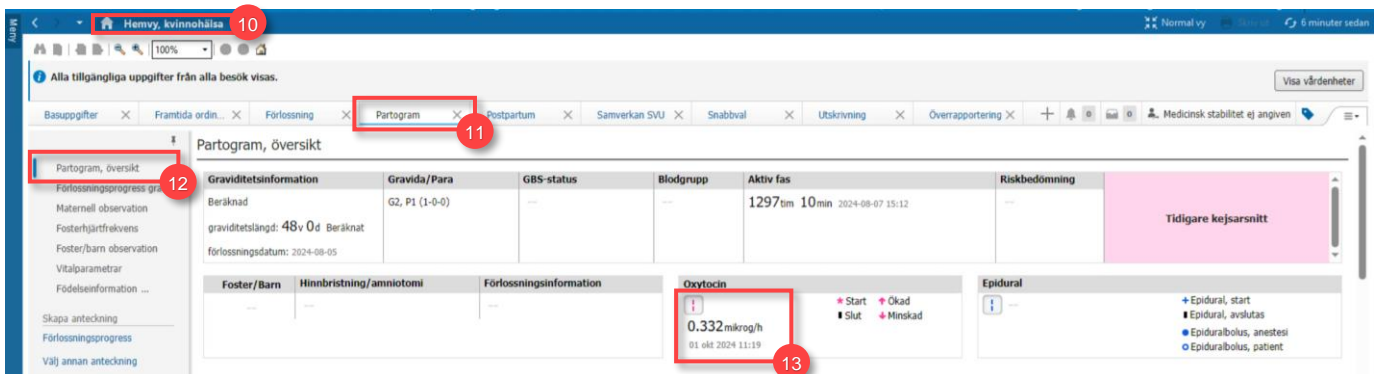 Meny
Hemvy, kvinnohälsa
10
Normal vy
Skriv ut
6 minuter sedan
100%
Alla tillgängliga uppgifter från alla besök visas.
Visa vårdenheter
Basuppgifter
Framtida ordin...
Förlossning
Partogram
Postpartum
Samverkan SVU
Snabbval
Utskrivning
Överrapportering
0
0
Medicinsk stabilitet ej angiven
11
Partogram, översikt
12
Förlossningsprogress
Maternell observation
Fosterhjärtfrekvens
Foster/barn observation
Vitalparametrar
Födelseinformation ...
Skapa anteckning
Förlossningsprogress
Välj annan anteckning
Partogram, översikt
Graviditetsinformation
Beräknad
graviditetslängd: 48v 0d Beräknat
förlossningsdatum: 2024-08-05
Gravida/Para
G2, P1 (1-0-0)
GBS-status
--
Blodgrupp
--
Aktiv fas
1297tim 10min 2024-08-07 15:12
Riskbedömning
--
Tidigare kejsarsnitt
Foster/Barn
--
Hinnbristning/amniotomi
--
Förlossningsinformation
--
Oxytocin
0.332mikrog/h
01 okt 2024 11:19
13
Start Ökad
Slut Minskad
Epidural
--
Epidural, start
Epidural, avslutas
Epiduralbolus, anestesi
Epiduralbolus, patient